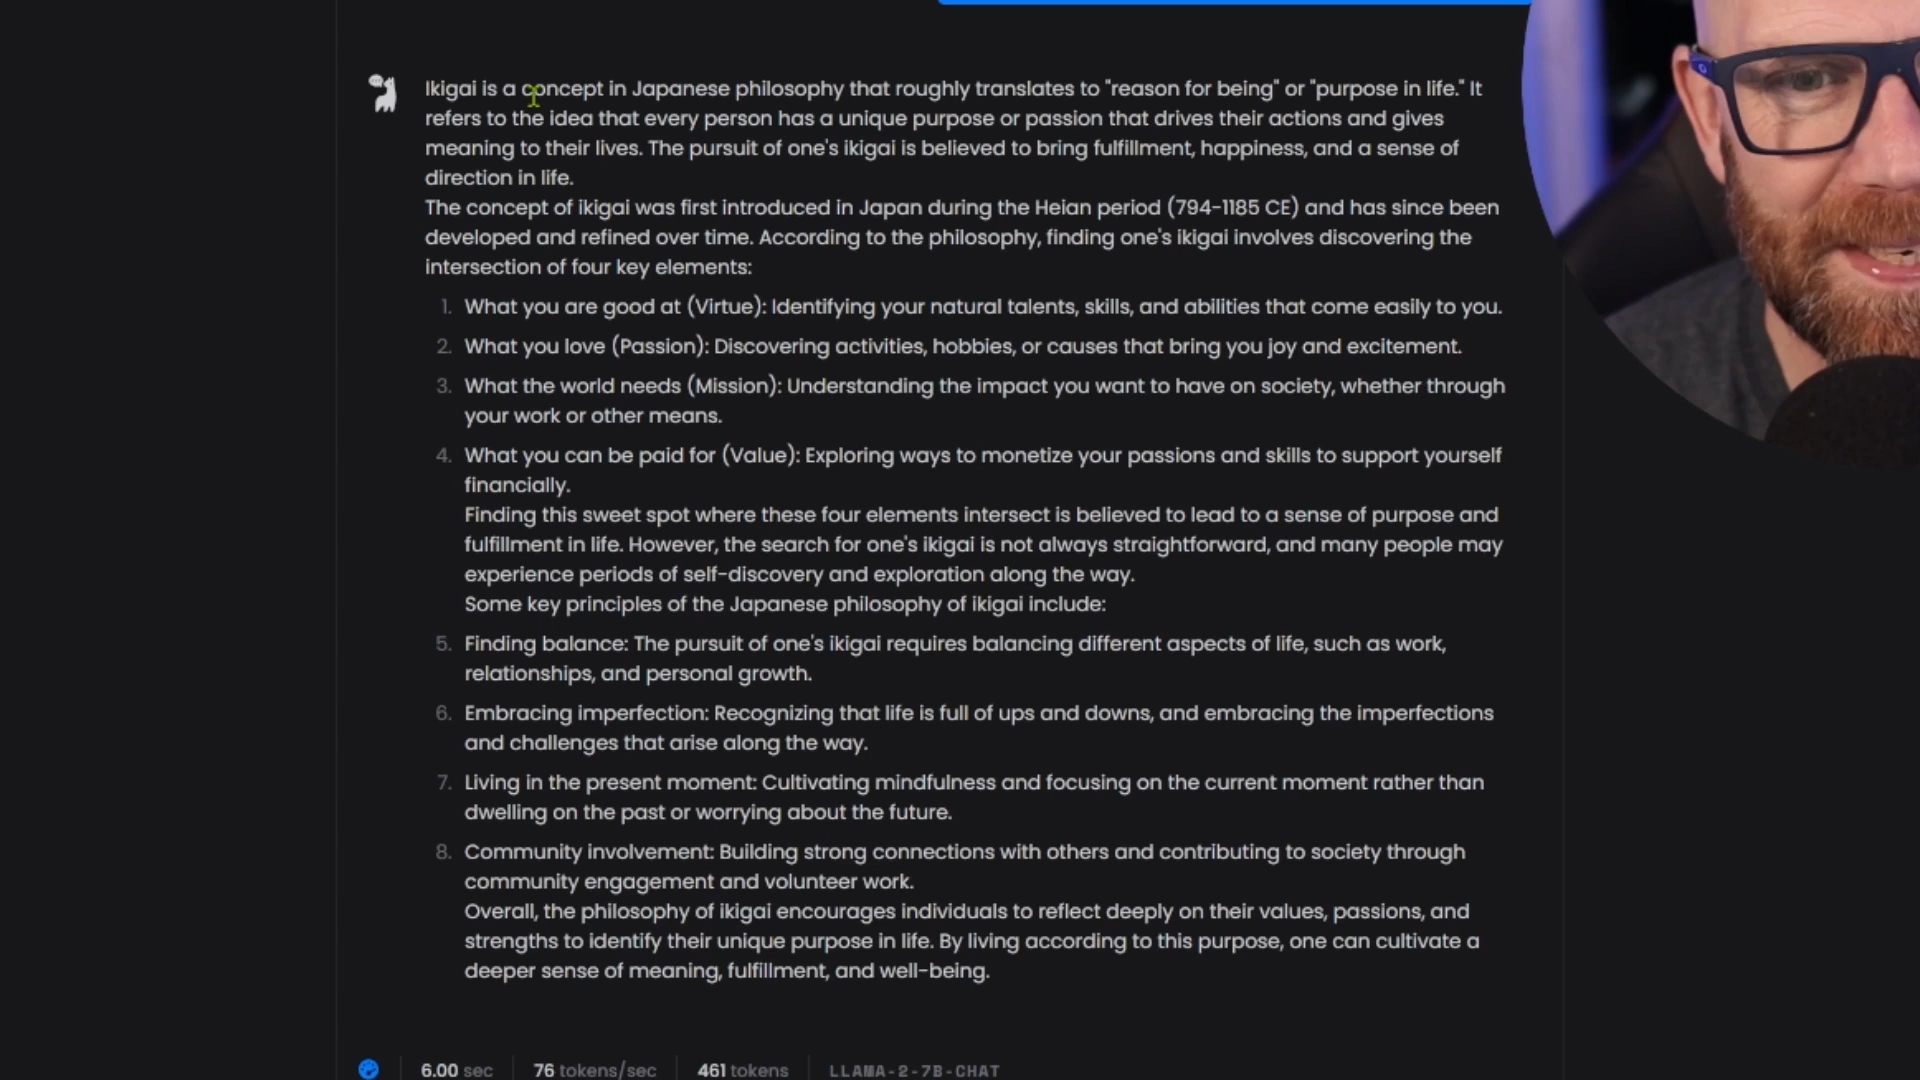 Ikigai is a concept in Japanese philosophy that roughly translates to "reason for being" or "purpose in life." It
refers to the idea that every person has a unique purpose or passion that drives their actions and gives
meaning to their lives. The pursuit of one's ikigai is believed to bring fulfillment, happiness, and a sense of
direction in life.
The concept of ikigai was first introduced in Japan during the Heian period (794-1185 CE) and has since been
developed and refined over time. According to the philosophy, finding one's ikigai involves discovering the
intersection of four key elements:
1. What you are good at (Virtue): Identifying your natural talents, skills, and abilities that come easily to you.
2. What you love (Passion): Discovering activities, hobbies, or causes that bring you joy and excitement.
3. What the world needs (Mission): Understanding the impact you want to have on society, whether through
your work or other means.
4. What you can be paid for (Value): Exploring ways to monetize your passions and skills to support yourself
financially.
Finding this sweet spot where these four elements intersect is believed to lead to a sense of purpose and
fulfillment in life. However, the search for one's ikigai is not always straightforward, and many people may
experience periods of self-discovery and exploration along the way.
Some key principles of the Japanese philosophy of ikigai include:
5. Finding balance: The pursuit of one's ikigai requires balancing different aspects of life, such as work,
relationships, and personal growth.
6. Embracing imperfection: Recognizing that life is full of ups and downs, and embracing the imperfections
and challenges that arise along the way.
7. Living in the present moment: Cultivating mindfulness and focusing on the current moment rather than
dwelling on the past or worrying about the future.
8. Community involvement: Building strong connections with others and contributing to society through
community engagement and volunteer work.
Overall, the philosophy of ikigai encourages individuals to reflect deeply on their values, passions, and
strengths to identify their unique purpose in life. By living according to this purpose, one can cultivate a
deeper sense of meaning, fulfillment, and well-being.
6.00 sec 76 tokens/sec 461 tokens LLAMA-2-7B-CHAT